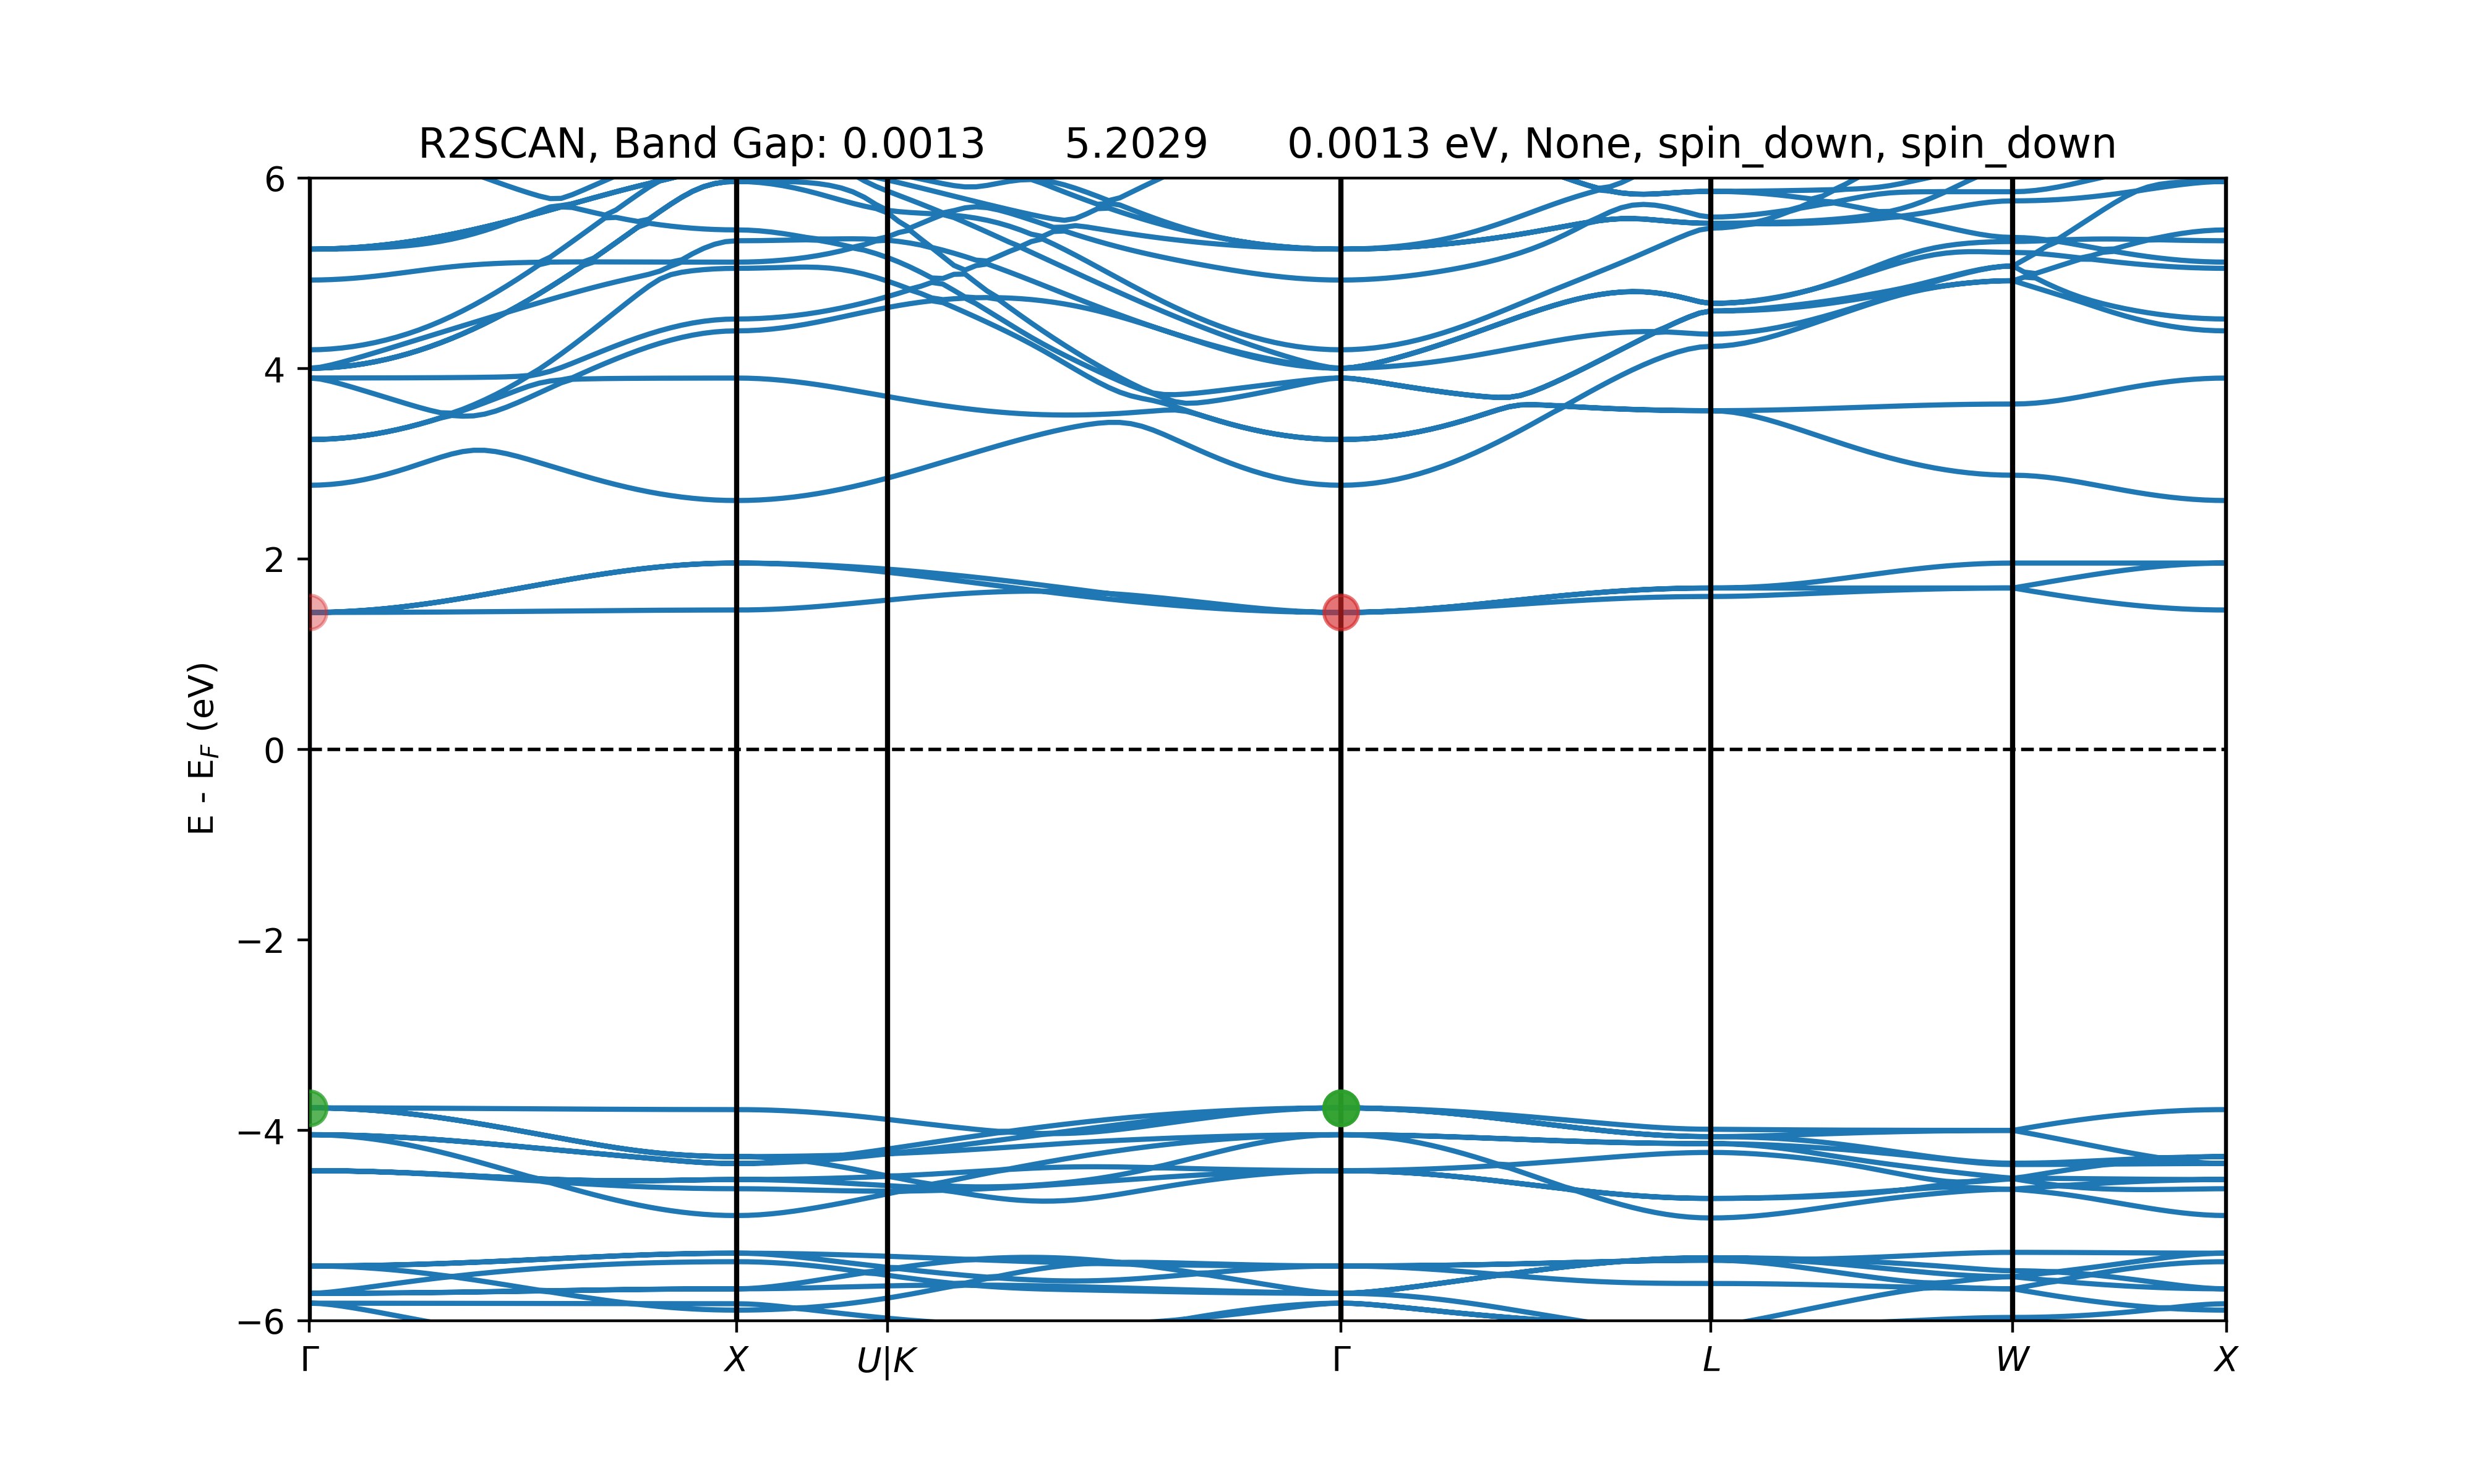 R2SCAN, Band Gap: 0.0013 5.2029 0.0013 eV, None, spin_down, spin_down
6
4
2
0
−2
−4
−6
E - E_F (eV)
Γ X U|K Γ L W X